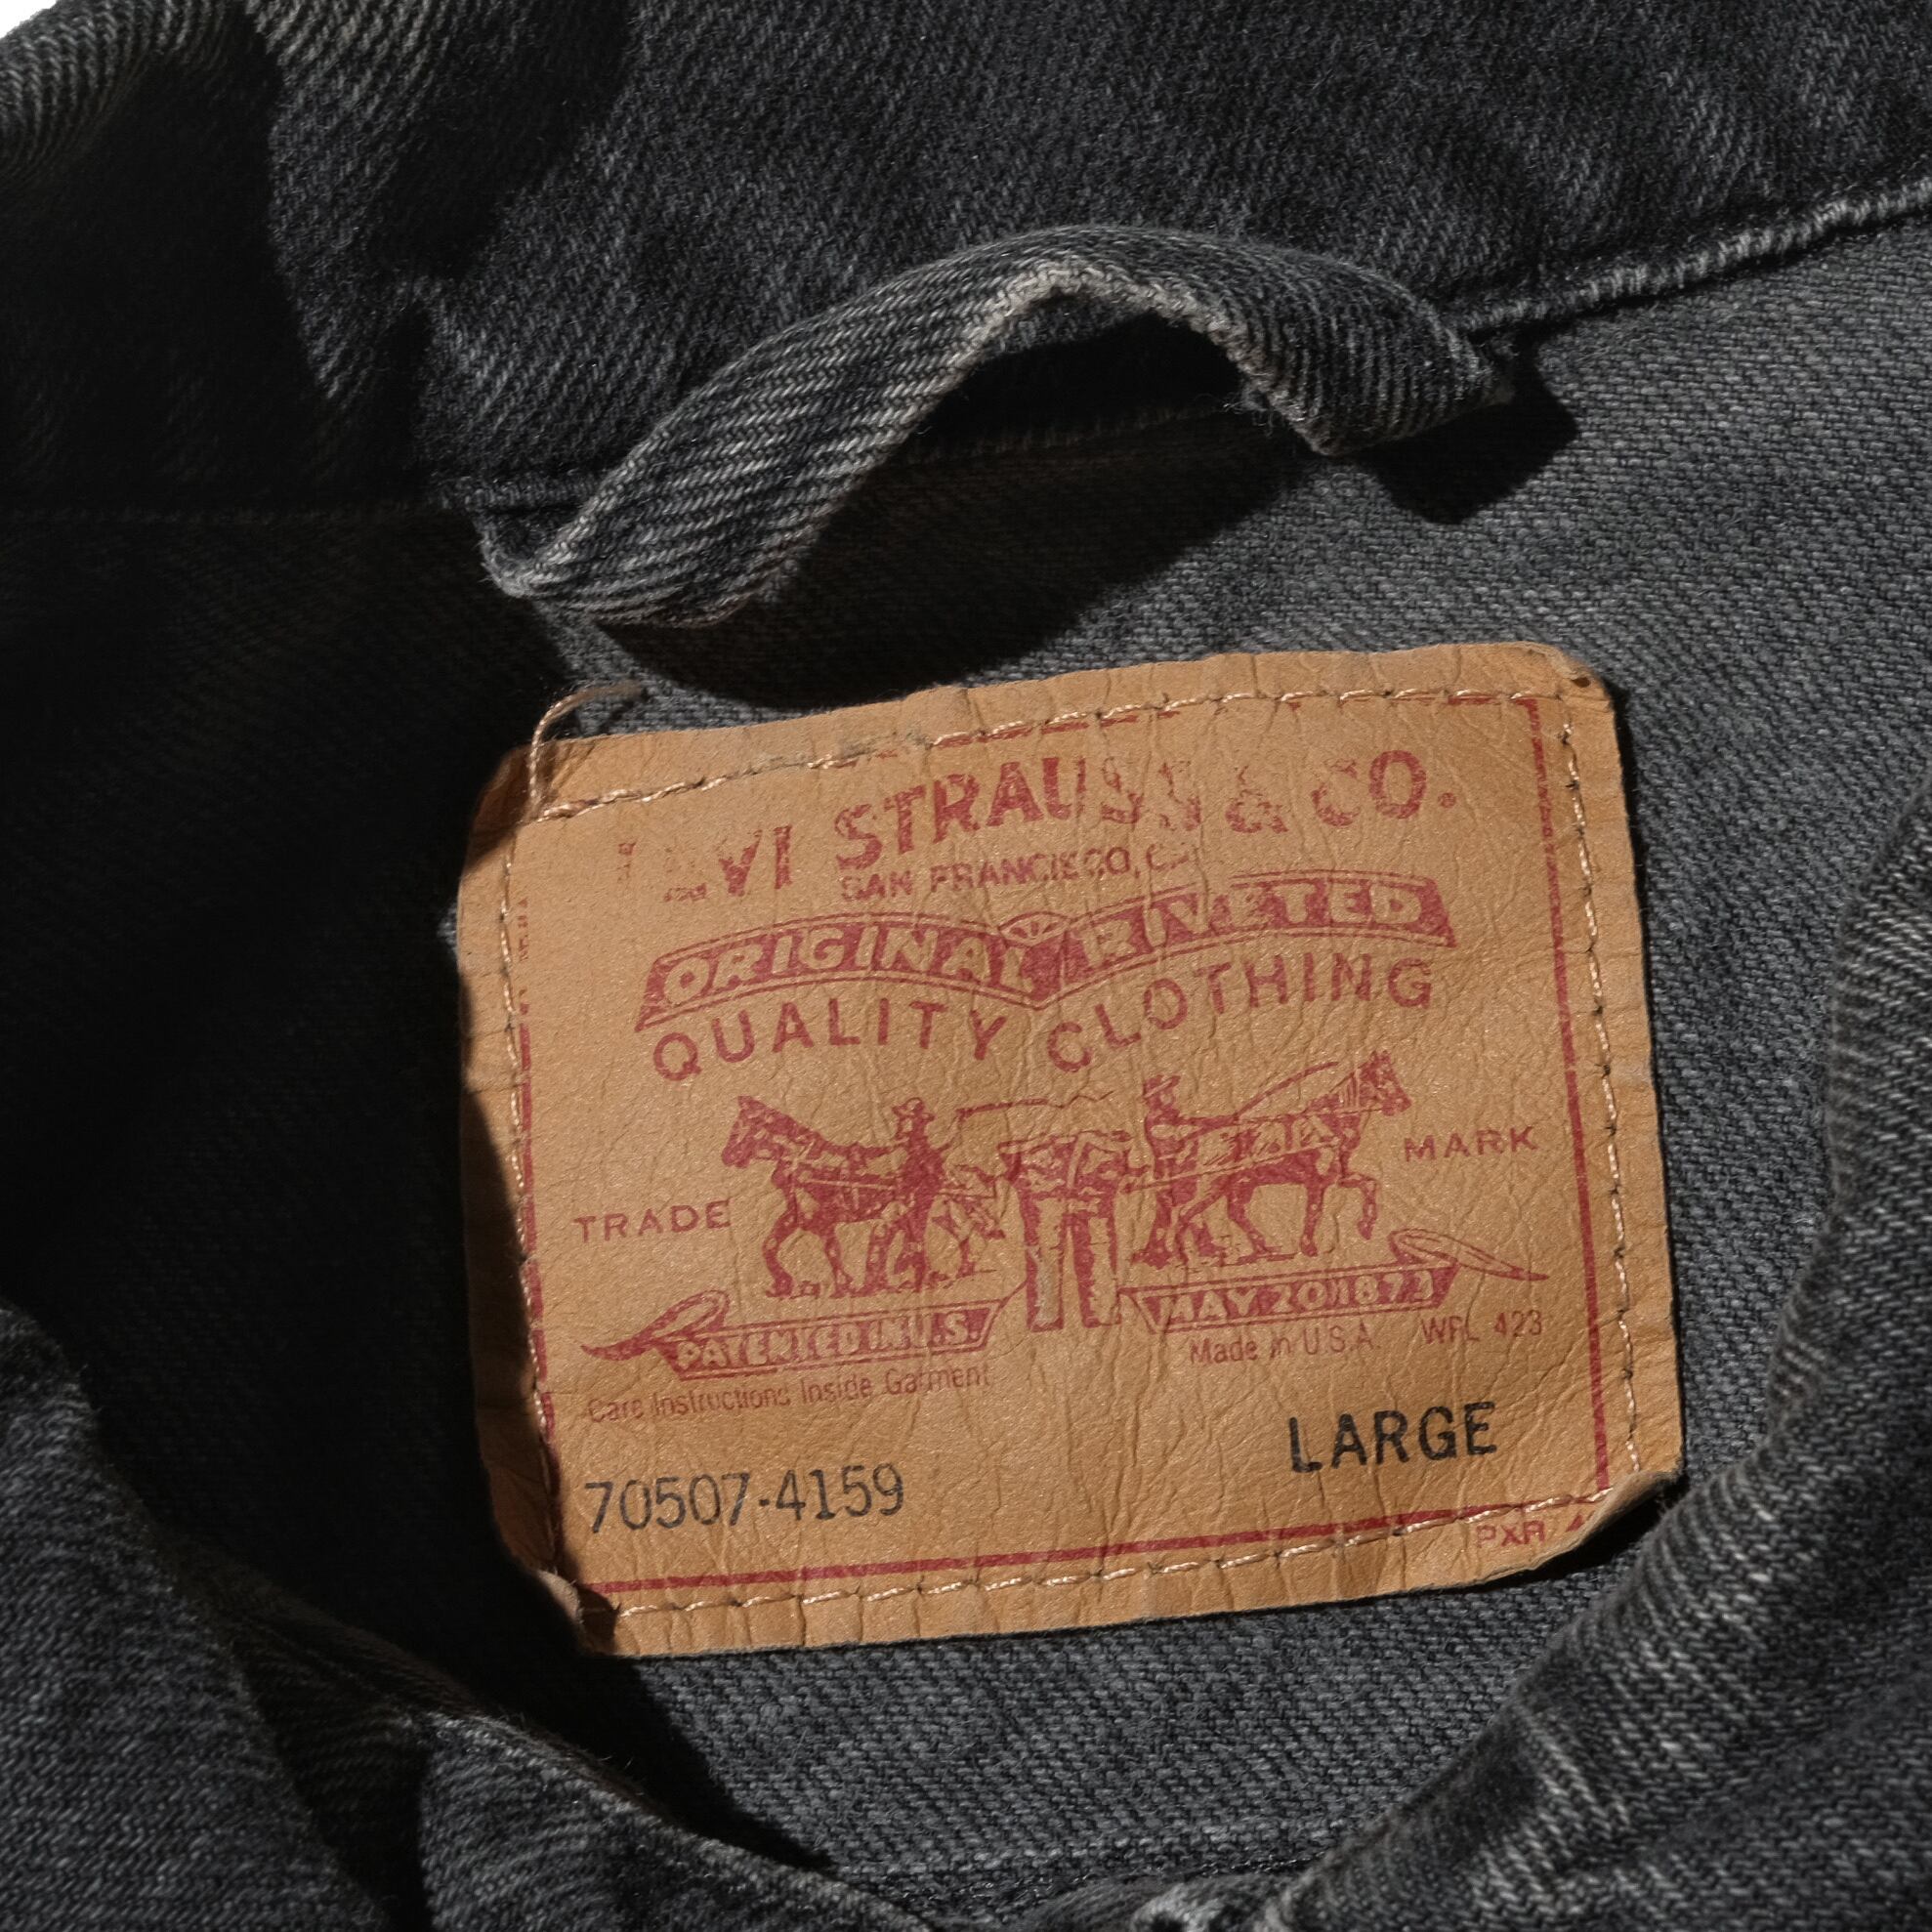 LEVI STRAUSS & CO.
SAN FRANCISCO, CA
ORIGINAL RIVETED
QUALITY CLOTHING
TRADE MARK
PATENTED IN U.S. MAY 20 1873
Made in U.S.A. WPL 423
Care Instructions Inside Garment
LARGE
70507-4159
PXR